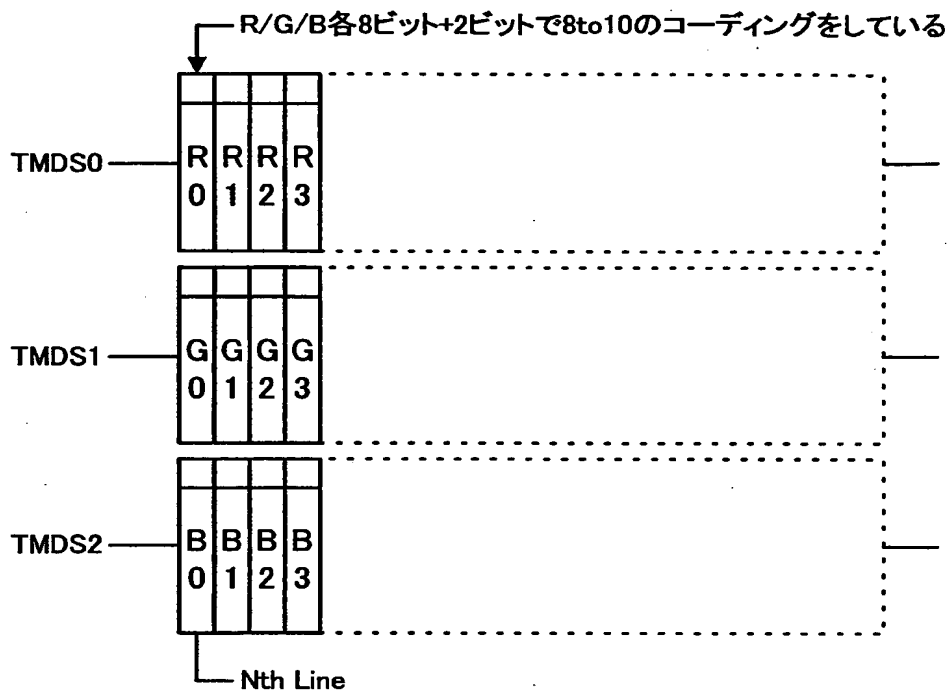 R/G/B各8ビット+2ビットで8to10のコーディングをしている
TMDS0
R R R R
0 1 2 3
TMDS1
G G G G
0 1 2 3
TMDS2
B B B B
0 1 2 3
Nth Line